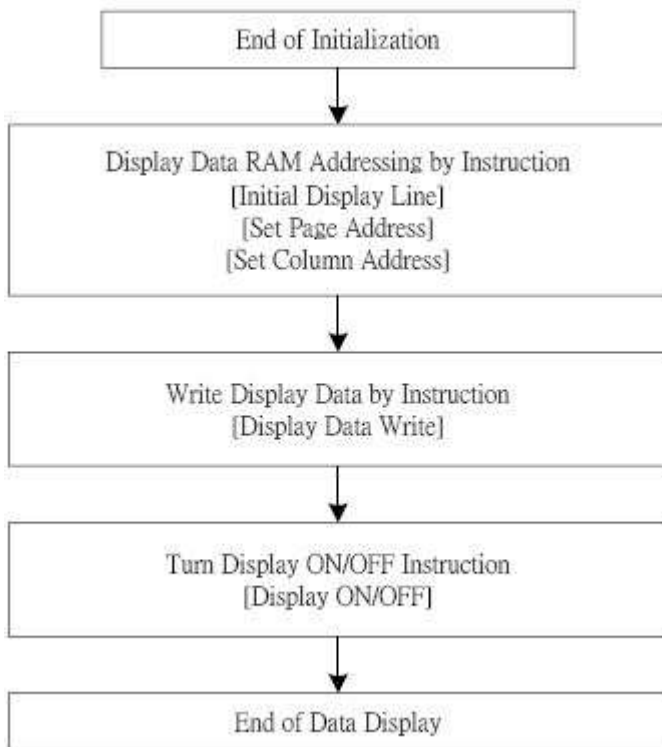 End of Initialization
Display Data RAM Addressing by Instruction
[Initial Display Line]
[Set Page Address]
[Set Column Address]
Write Display Data by Instruction
[Display Data Write]
Turn Display ON/OFF Instruction
[Display ON/OFF]
End of Data Display